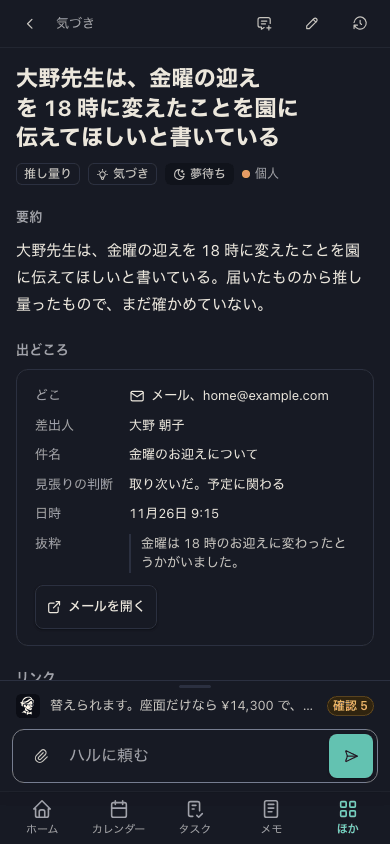 気づき
大野先生は、金曜の迎え
を 18 時に変えたことを園に
伝えてほしいと書いている
推し量り 気づき 夢待ち 個人
要約
大野先生は、金曜の迎えを 18 時に変えたことを園
に伝えてほしいと書いている。届いたものから推し
量ったもので、まだ確かめていない。
出どころ
どこ メール、home@example.com
差出人 大野 朝子
件名 金曜のお迎えについて
見張りの判断 取り次いだ。予定に関わる
日時 11月26日 9:15
抜粋 金曜は 18 時のお迎えに変わったと
うかがいました。
メールを開く
リンク
替えられます。座面だけなら ¥14,300 で、... 確認 5
ハルに頼む
ホーム カレンダー タスク メモ ほか